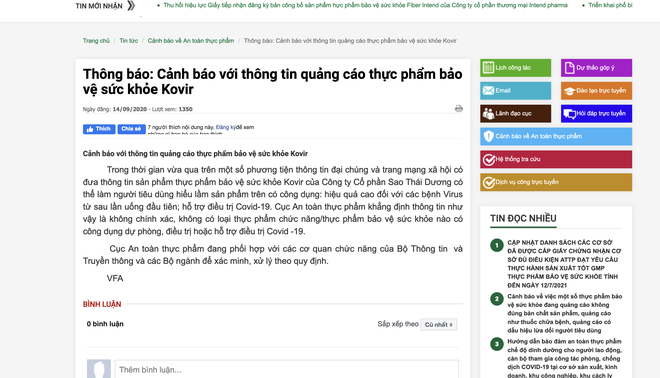 TIN MỚI NHẬN
Thu hồi hiệu lực Giấy tiếp nhận đăng ký bản công bố sản phẩm thực phẩm bảo vệ sức khỏe Fiber Intend của Công ty cổ phần thương mại Intend pharma
Triển khai phổ bi
Trang chủ / Tin tức / Cảnh báo về An toàn thực phẩm / Thông báo: Cảnh báo với thông tin quảng cáo thực phẩm bảo vệ sức khỏe Kovir
Thông báo: Cảnh báo với thông tin quảng cáo thực phẩm bảo
vệ sức khỏe Kovir
Ngày đăng: 14/09/2020 - Lượt xem: 1350
Thích Chia sẻ 7 người thích nội dung này. Đăng ký để xem
Cảnh báo với thông tin quảng cáo thực phẩm bảo vệ sức khỏe Kovir
Trong thời gian vừa qua trên một số phương tiện thông tin đại chúng và trang mạng xã hội có
đưa thông tin sản phẩm thực phẩm bảo vệ sức khỏe Kovir của Công ty Cổ phần Sao Thái Dương có
thể làm người tiêu dùng hiểu lầm sản phẩm trên có công dụng: hiệu quả cao đối với các bệnh Virus
từ sau lần uống đầu tiên; hỗ trợ điều trị Covid-19. Cục An toàn thực phẩm khẳng định thông tin như
vậy là không chính xác, không có loại thực phẩm chức năng/thực phẩm bảo vệ sức khỏe nào có
công dụng dự phòng, điều trị hoặc hỗ trợ điều trị Covid -19.
Cục An toàn thực phẩm đang phối hợp với các cơ quan chức năng của Bộ Thông tin và
Truyền thông và các Bộ ngành để xác minh, xử lý theo quy định.
VFA
BÌNH LUẬN
0 bình luận
Sắp xếp theo Cũ nhất
Thêm bình luận...
Lịch công tác
Dự thảo góp ý
Email
Đào tạo trực tuyến
Lãnh đạo cục
Hỏi đáp trực tuyến
Cảnh báo về An toàn thực phẩm
Hệ thống tra cứu
Dịch vụ công trực tuyến
TIN ĐỌC NHIỀU
1 CẬP NHẬT DANH SÁCH CÁC CƠ SỞ
ĐÃ ĐƯỢC CẤP GIẤY CHỨNG NHẬN CƠ
SỞ ĐỦ ĐIỀU KIỆN ATTP ĐẠT YÊU CẦU
THỰC HÀNH SẢN XUẤT TỐT GMP
THỰC PHẨM BẢO VỆ SỨC KHỎE TÍNH
ĐẾN NGÀY 12/7/2021
2 Cảnh báo về việc một số thực phẩm bảo
vệ sức khỏe đang quảng cáo không
đúng bản chất sản phẩm, quảng cáo
như thuốc chữa bệnh, quảng cáo có
dấu hiệu lừa dối người tiêu dùng
3 Hướng dẫn bảo đảm an toàn thực phẩm
chế độ dinh dưỡng cho người lao động,
cán bộ tham gia công tác phòng, chống
dịch COVID-19 tại cơ sở sản xuất, kinh
doanh, khu công nghiệp, khu cách ly